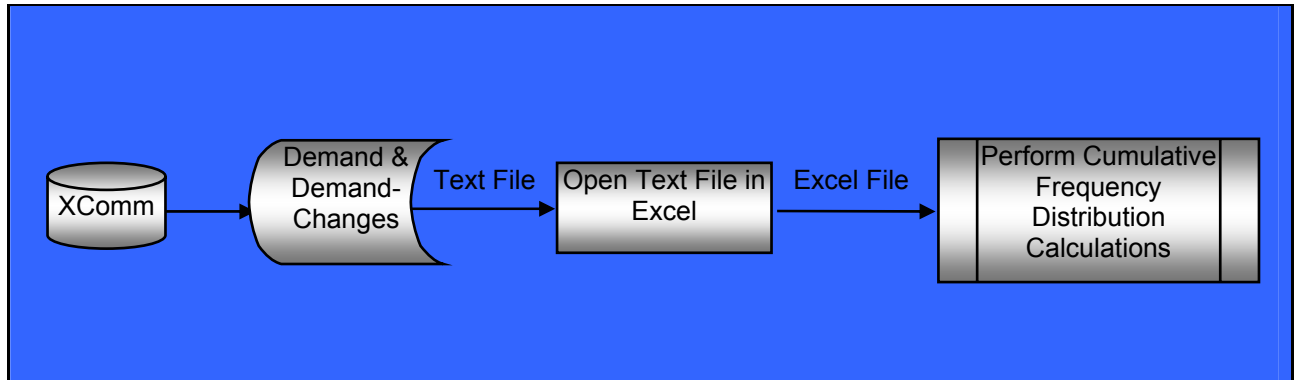 XComm
Demand &
Demand-
Changes
Text File
Open Text File in
Excel
Excel File
Perform Cumulative
Frequency
Distribution
Calculations